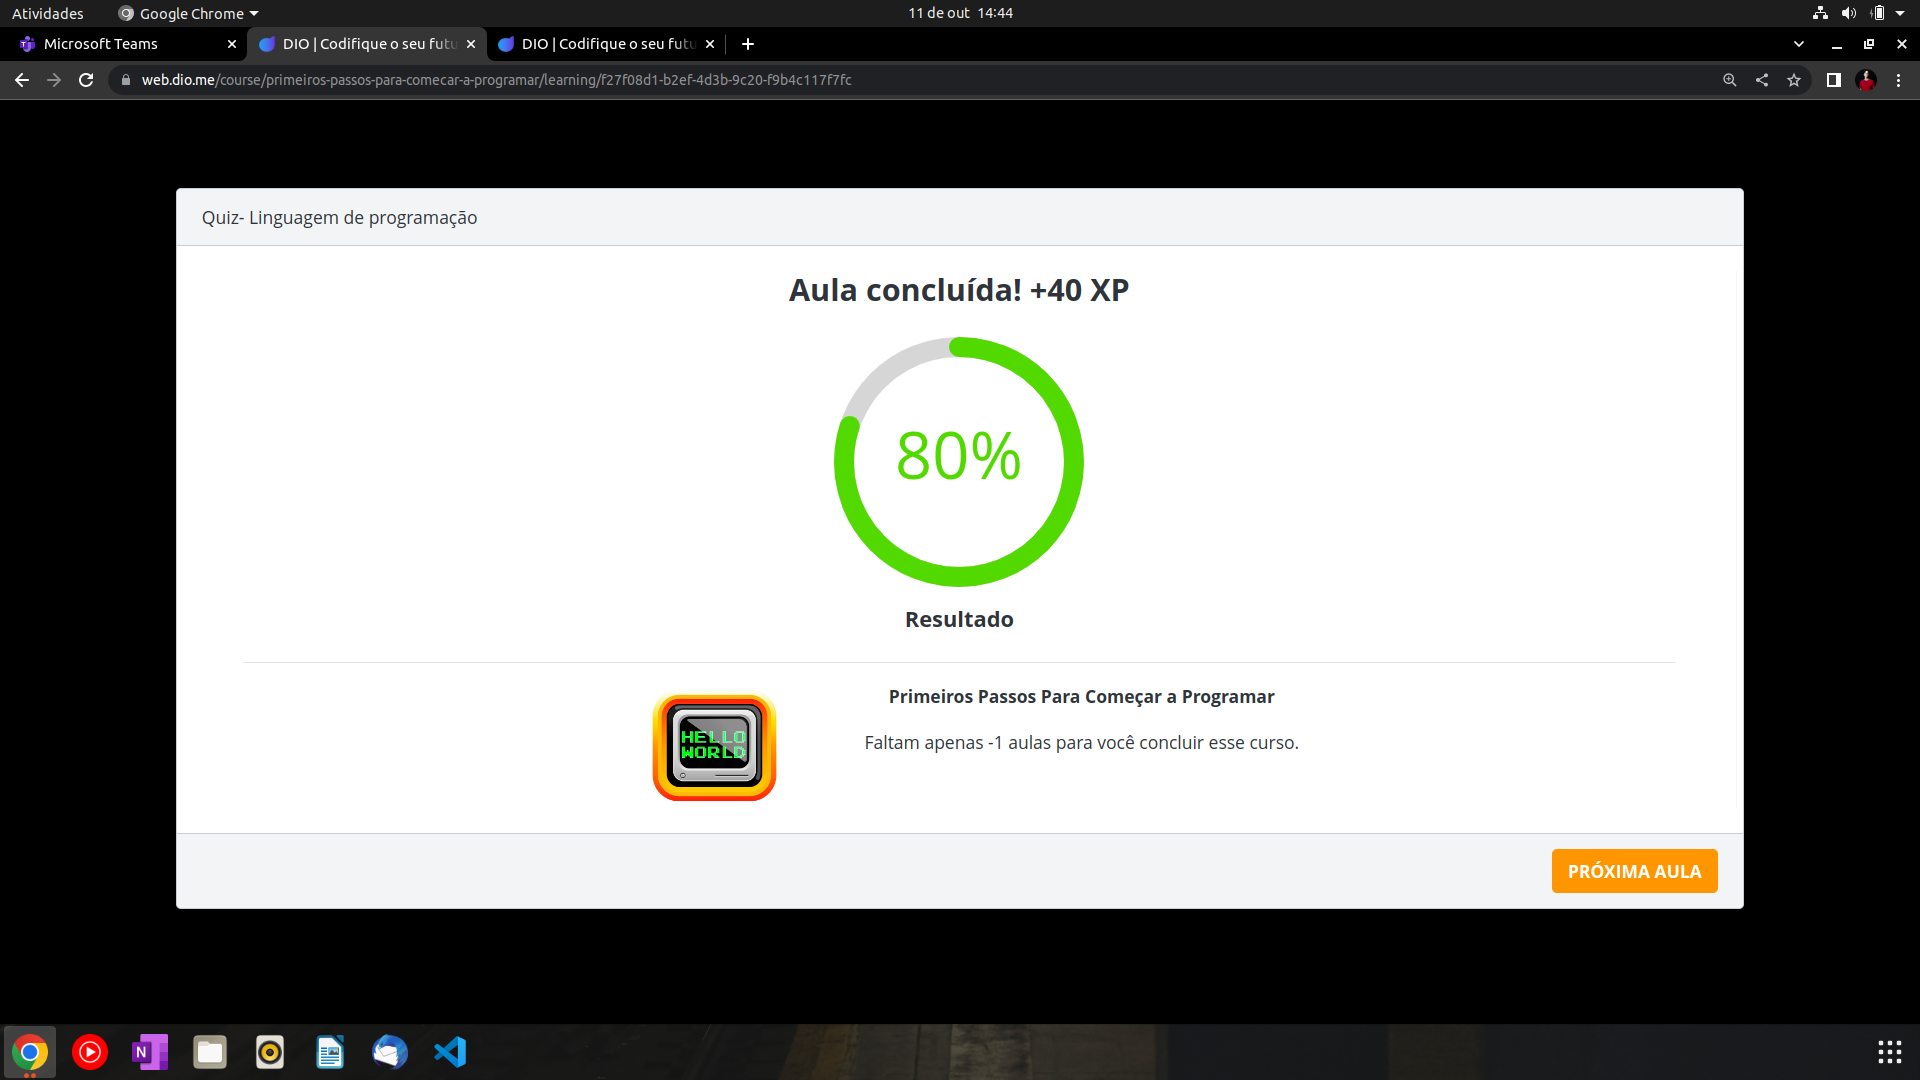 Atividades Google Chrome 11 de out 14:44
Microsoft Teams DIO | Codifique o seu futu DIO | Codifique o seu futu
web.dio.me/course/primeiros-passos-para-comecar-a-programar/learning/f27f08d1-b2ef-4d3b-9c20-f9b4c117f7fc
Quiz- Linguagem de programação
Aula concluída! +40 XP
80%
Resultado
Primeiros Passos Para Começar a Programar
HELLO
WORLD
Faltam apenas -1 aulas para você concluir esse curso.
PRÓXIMA AULA
N